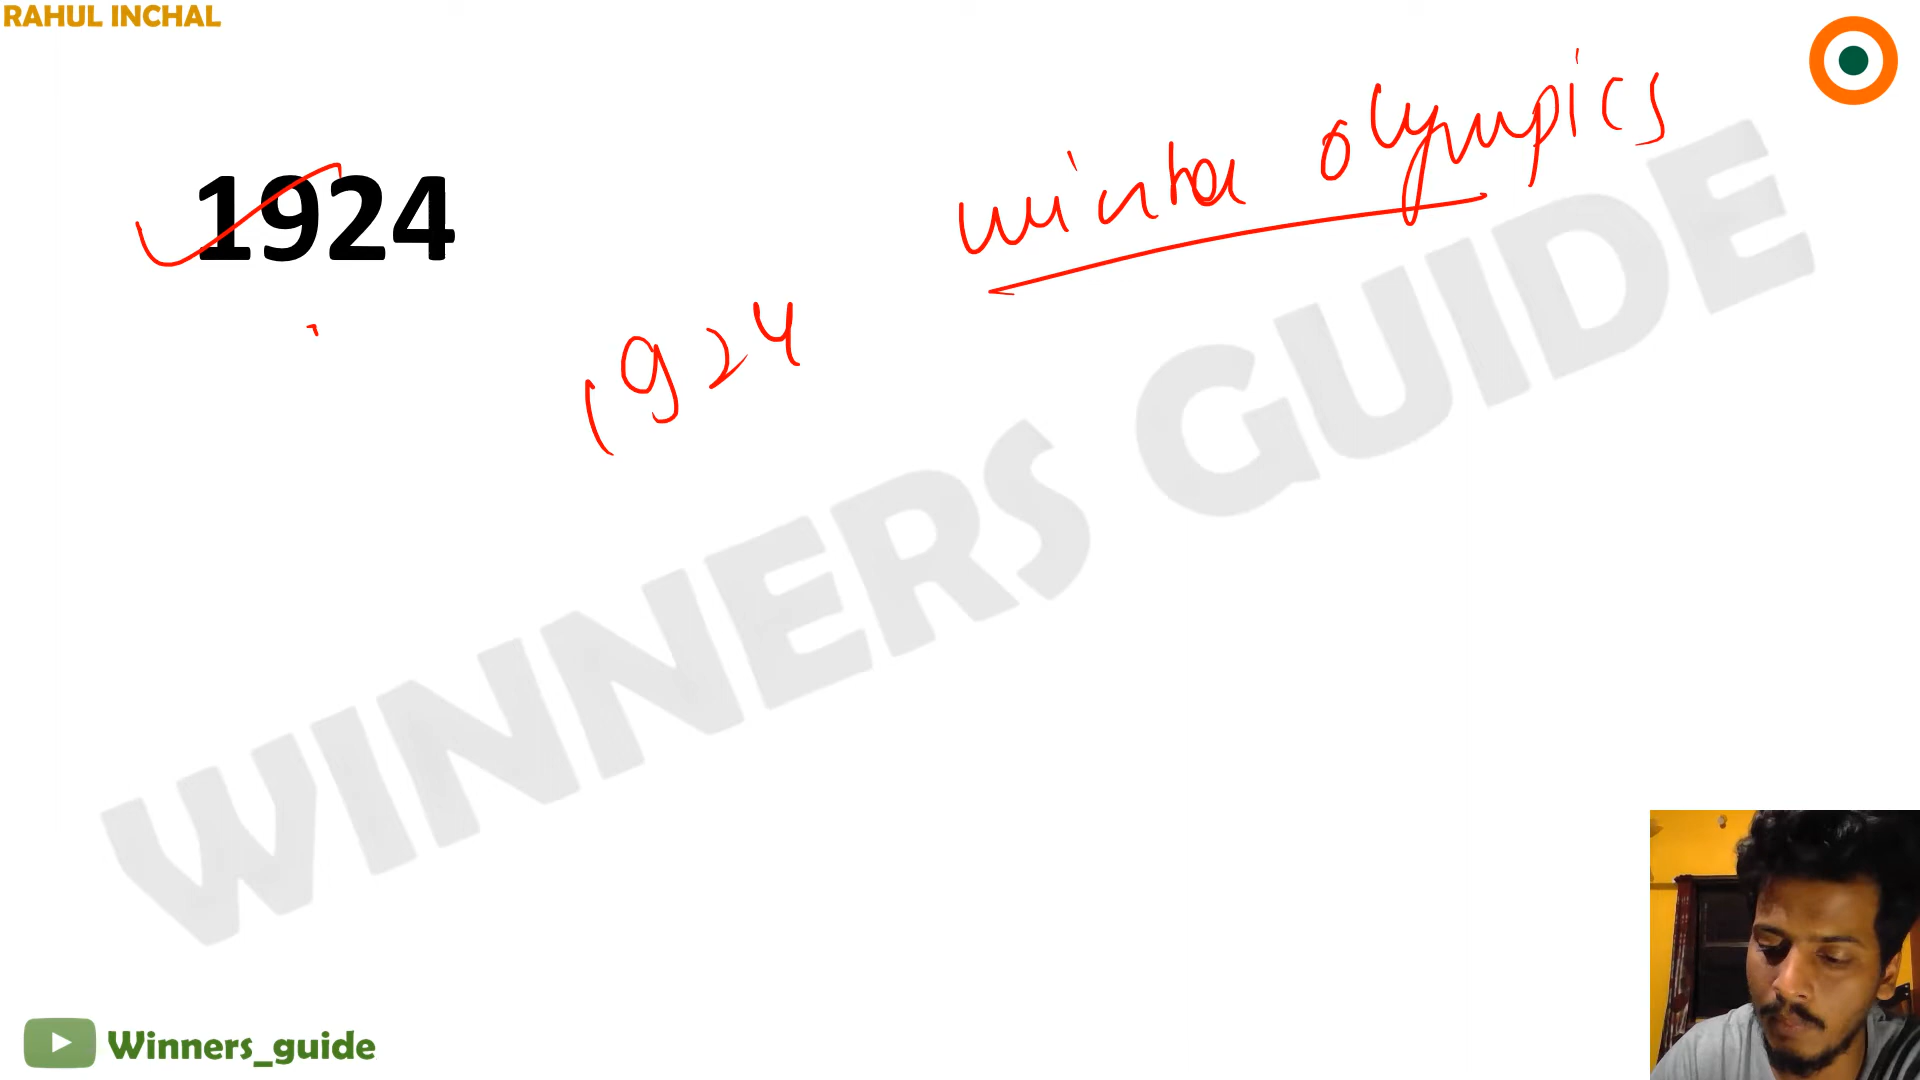 RAHUL INCHAL
winter olympics
1924
1924
WINNERS GUIDE
Winners_guide